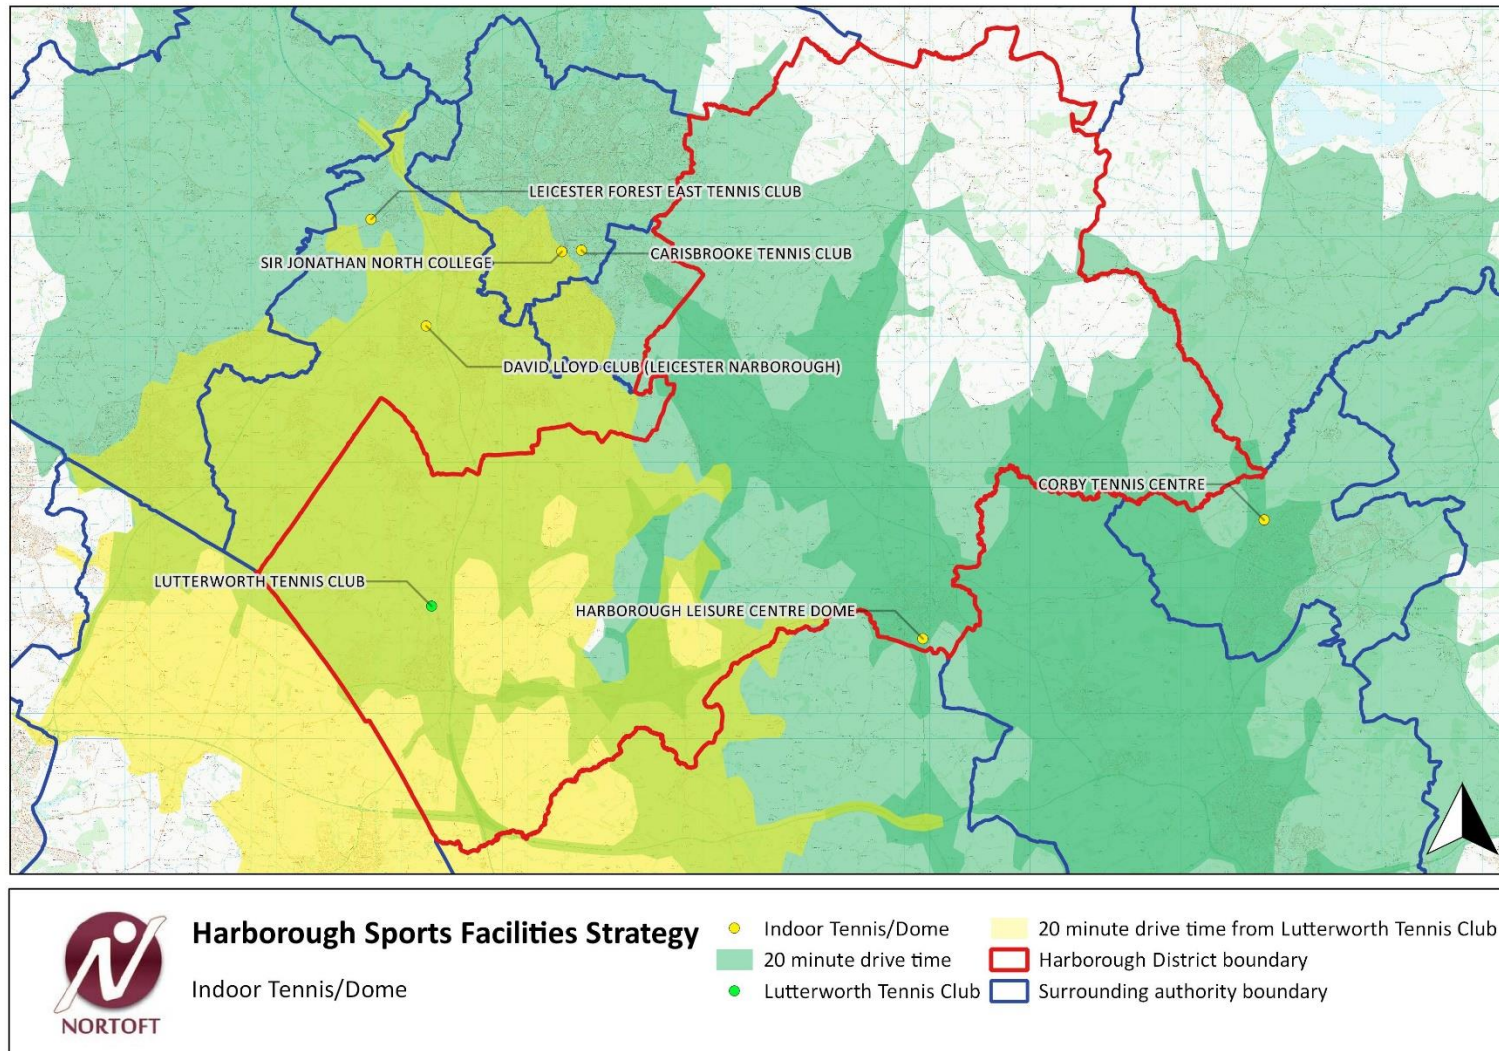 LEICESTER FOREST EAST TENNIS CLUB
SIR JONATHAN NORTH COLLEGE
CARISBROOKE TENNIS CLUB
DAVID LLOYD CLUB (LEICESTER NARBOROUGH)
CORBY TENNIS CENTRE
LUTTERWORTH TENNIS CLUB
HARBOROUGH LEISURE CENTRE DOME
N
NORTOFT
Harborough Sports Facilities Strategy
Indoor Tennis/Dome
Indoor Tennis/Dome
20 minute drive time
Lutterworth Tennis Club
20 minute drive time from Lutterworth Tennis Club
Harborough District boundary
Surrounding authority boundary